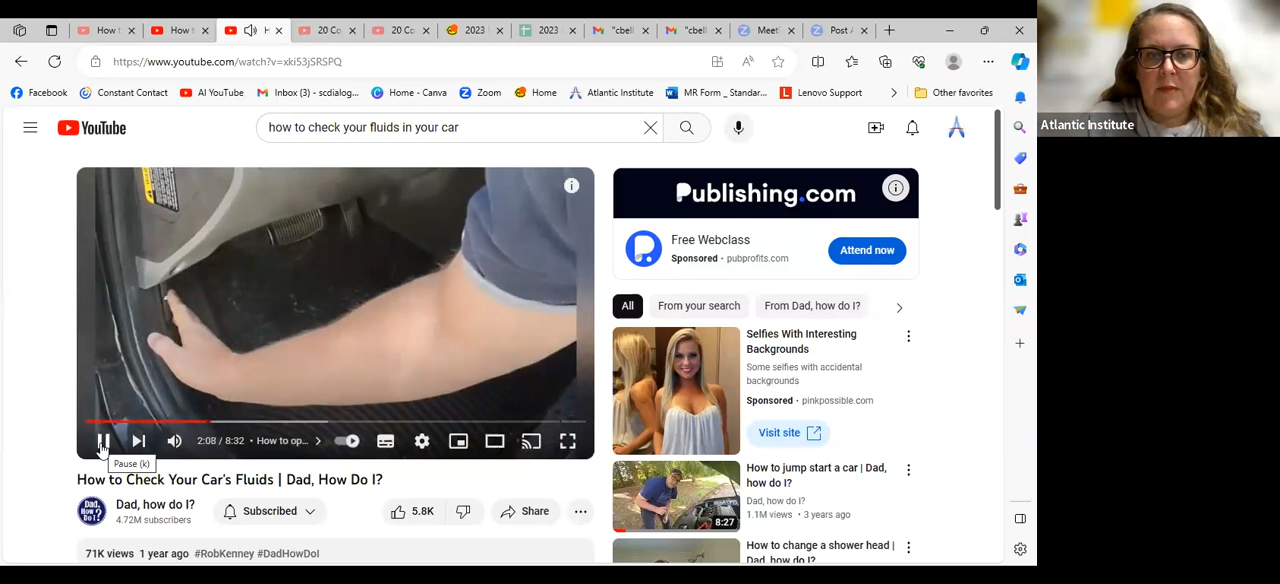 How t
How t
H
20 Co
20 Co
2023
2023
"cbell
"cbell
Meeti
Post A
https://www.youtube.com/watch?v=xki53jSRSPQ
Facebook
Constant Contact
AI YouTube
Inbox (3) - scdialog...
Home - Canva
Zoom
Home
Atlantic Institute
MR Form _ Standar...
Lenovo Support
Other favorites
Atlantic Institute
YouTube
how to check your fluids in your car
Publishing.com
Free Webclass
Sponsored · pubprofits.com
Attend now
All
From your search
From Dad, how do I?
Selfies With Interesting
Backgrounds
Some selfies with accidental
backgrounds
Sponsored · pinkpossible.com
Visit site
2:08 / 8:32 • How to op...
Pause (k)
How to Check Your Car's Fluids | Dad, How Do I?
Dad, How Do I?
Dad, how do I?
4.72M subscribers
Subscribed
5.8K
Share
71K views 1 year ago #RobKenney #DadHowDoI
How to jump start a car | Dad,
how do I?
Dad, how do I?
1.1M views • 3 years ago
8:27
How to change a shower head |
Dad, how do I?